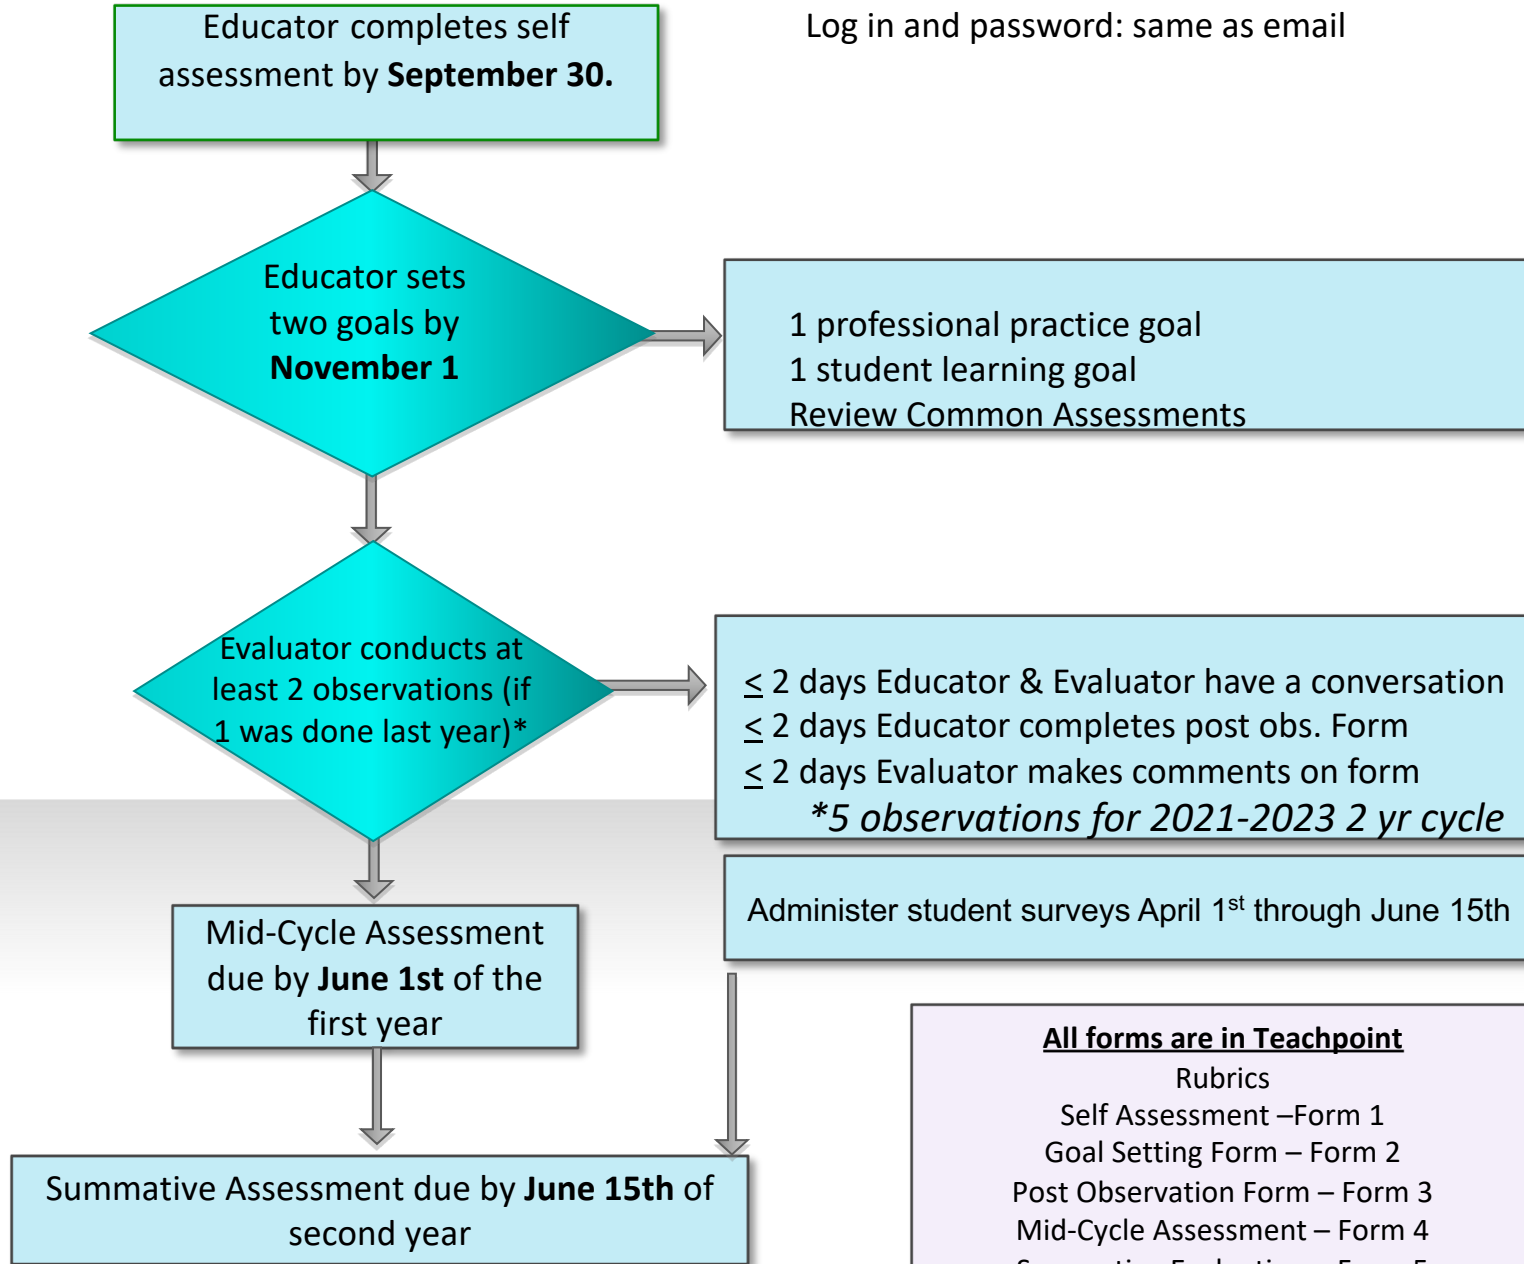 Educator completes self
assessment by September 30.
Log in and password: same as email
Educator sets
two goals by
November 1
1 professional practice goal
1 student learning goal
Review Common Assessments
Evaluator conducts at
least 2 observations (if
1 was done last year)*
≤ 2 days Educator & Evaluator have a conversation
≤ 2 days Educator completes post obs. Form
≤ 2 days Evaluator makes comments on form
*5 observations for 2021-2023 2 yr cycle
Administer student surveys April 1st through June 15th
Mid-Cycle Assessment
due by June 1st of the
first year
Summative Assessment due by June 15th of
second year
All forms are in Teachpoint
Rubrics
Self Assessment –Form 1
Goal Setting Form – Form 2
Post Observation Form – Form 3
Mid-Cycle Assessment – Form 4
Summative Evaluation – Form 5